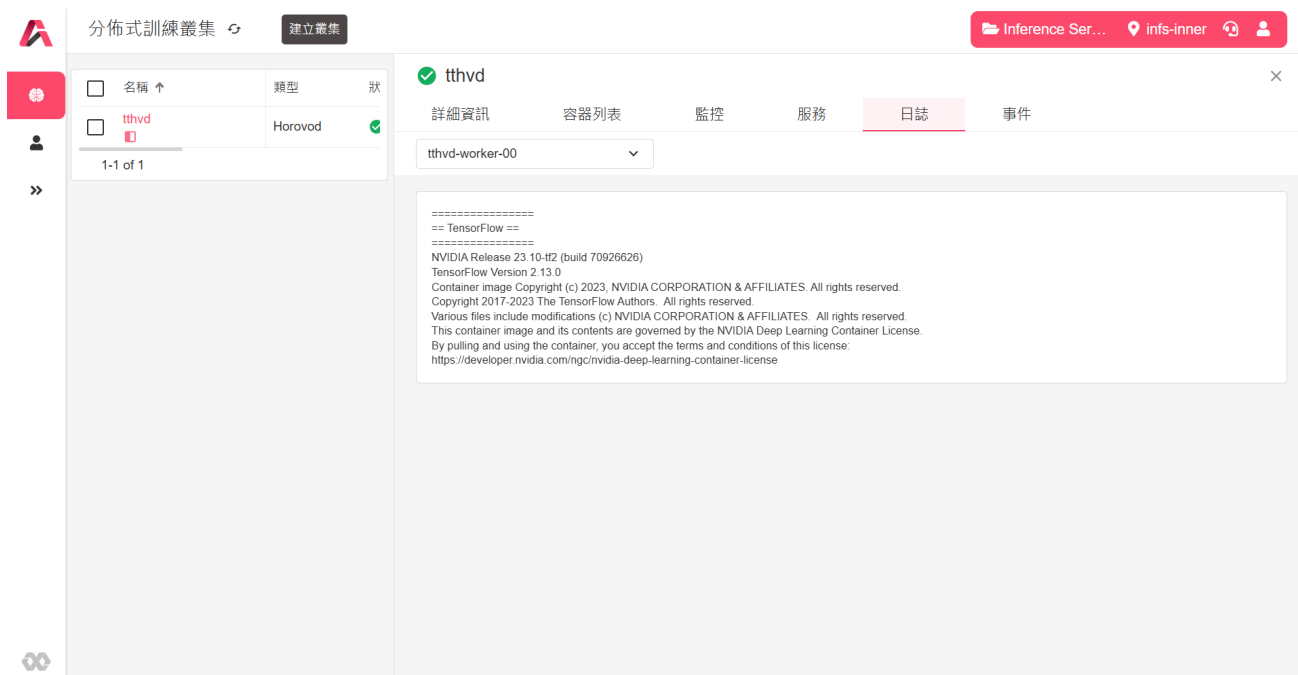 分佈式訓練叢集
建立叢集
Inference Ser...
infs-inner
名稱
類型
狀
tthvd
Horovod
1-1 of 1
tthvd
詳細資訊
容器列表
監控
服務
日誌
事件
tthvd-worker-00
================
== TensorFlow ==
================
NVIDIA Release 23.10-tf2 (build 70926626)
TensorFlow Version 2.13.0
Container image Copyright (c) 2023, NVIDIA CORPORATION & AFFILIATES. All rights reserved.
Copyright 2017-2023 The TensorFlow Authors.  All rights reserved.
Various files include modifications (c) NVIDIA CORPORATION & AFFILIATES.  All rights reserved.
This container image and its contents are governed by the NVIDIA Deep Learning Container License.
By pulling and using the container, you accept the terms and conditions of this license:
https://developer.nvidia.com/ngc/nvidia-deep-learning-container-license